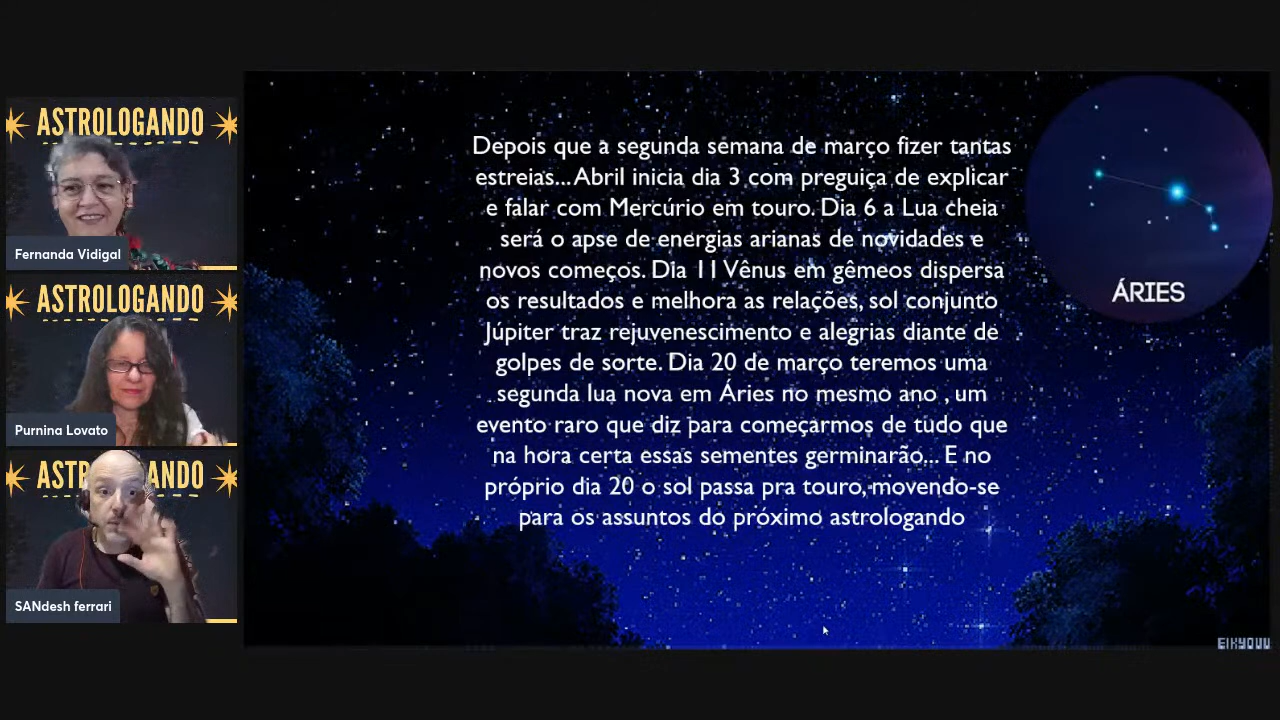 ASTROLOGANDO
Fernanda Vidigal
ASTROLOGANDO
Purnina Lovato
ASTR
ANDO
SANdesh ferrari
Depois que a segunda semana de março fizer tantas
estreias... Abril inicia dia 3 com preguiça de explicar
e falar com Mercúrio em touro. Dia 6 a Lua cheia
será o apse de energias arianas de novidades e
novos começos. Dia 11 Vênus em gêmeos dispersa
os resultados e melhora as relações, sol conjunto
Júpiter traz rejuvenescimento e alegrias diante de
golpes de sorte. Dia 20 de março teremos uma
segunda lua nova em Áries no mesmo ano , um
evento raro que diz para começarmos de tudo que
na hora certa essas sementes germinarão... E no
próprio dia 20 o sol passa pra touro, movendo-se
para os assuntos do próximo astrologando
ÁRIES
EIKYOUU